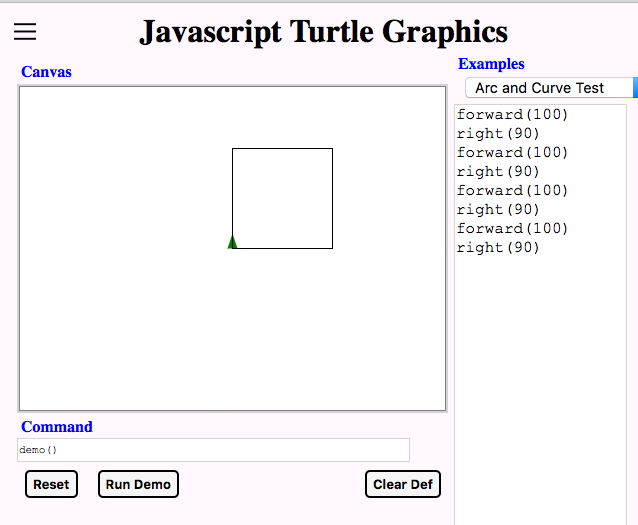 Javascript Turtle Graphics
Canvas
Examples
Arc and Curve Test
forward(100)
right(90)
forward(100)
right(90)
forward(100)
right(90)
forward(100)
right(90)
Command
demo()
Reset
Run Demo
Clear Def